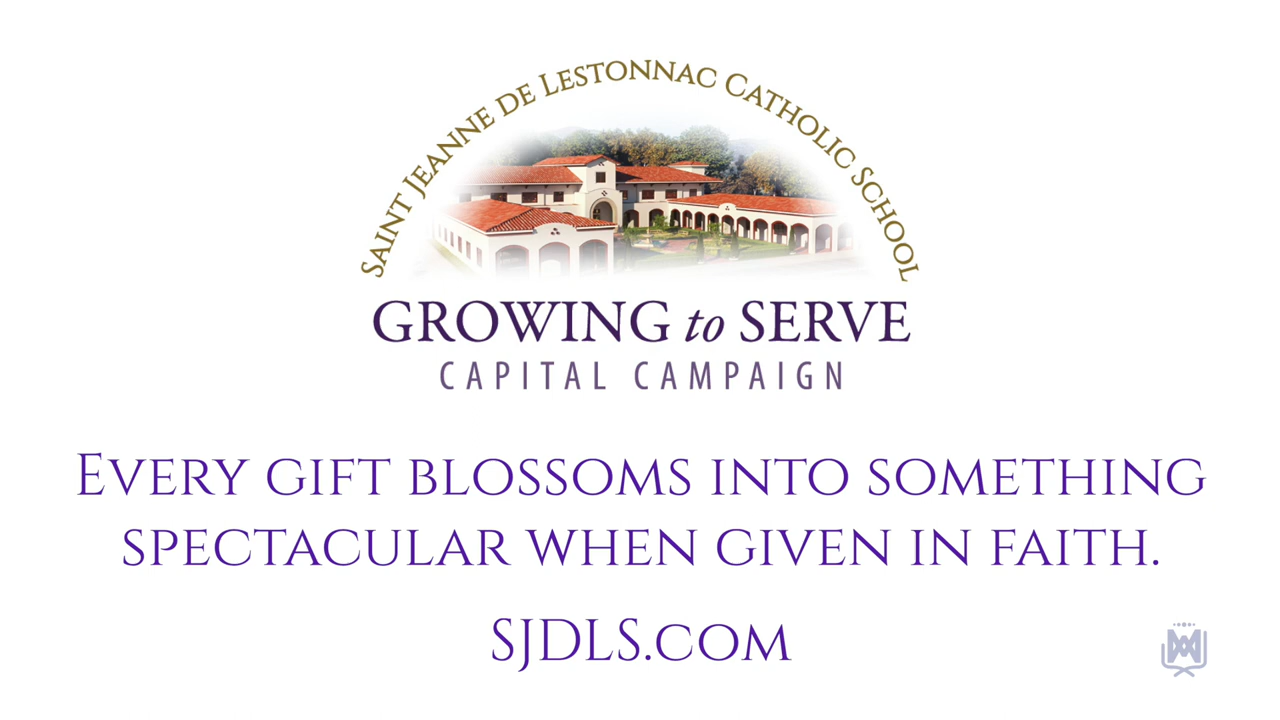 Saint Jeanne de Lestonnac Catholic School
GROWING to SERVE
CAPITAL CAMPAIGN
Every gift blossoms into something
spectacular when given in faith.
SJDLS.com